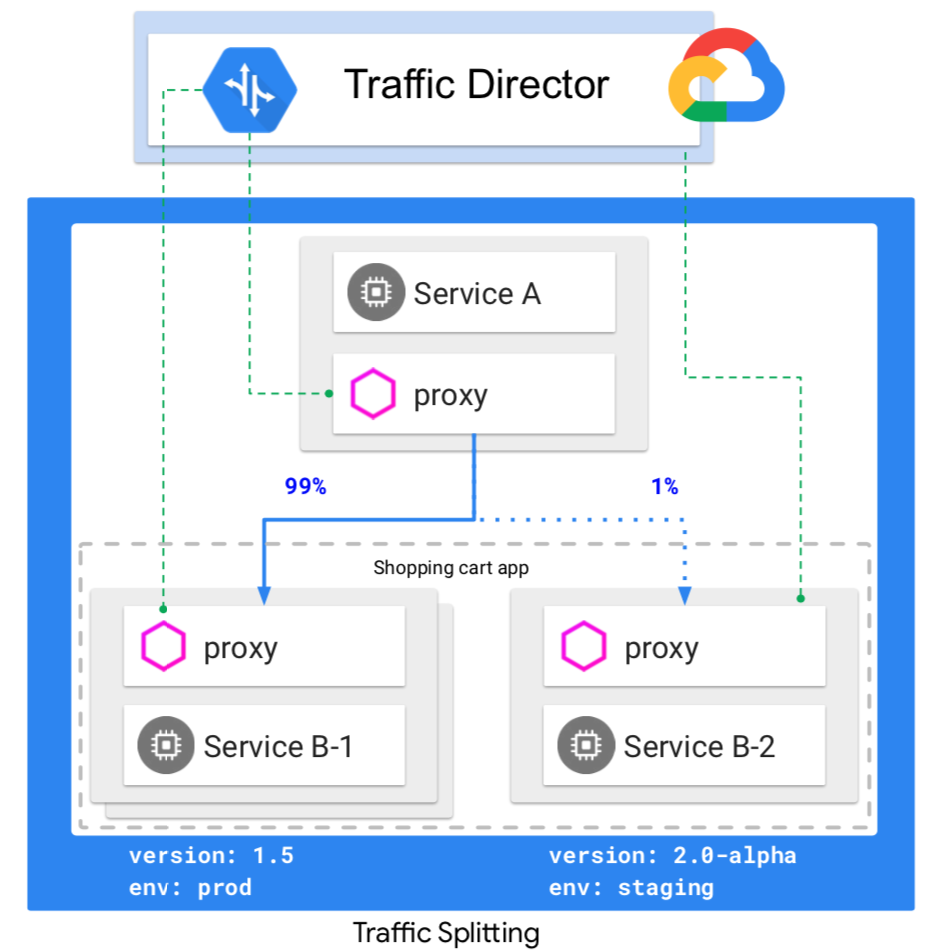 Traffic Director
Service A
proxy
99%
1%
Shopping cart app
proxy
proxy
Service B-1
Service B-2
version: 1.5
env: prod
version: 2.0-alpha
env: staging
Traffic Splitting